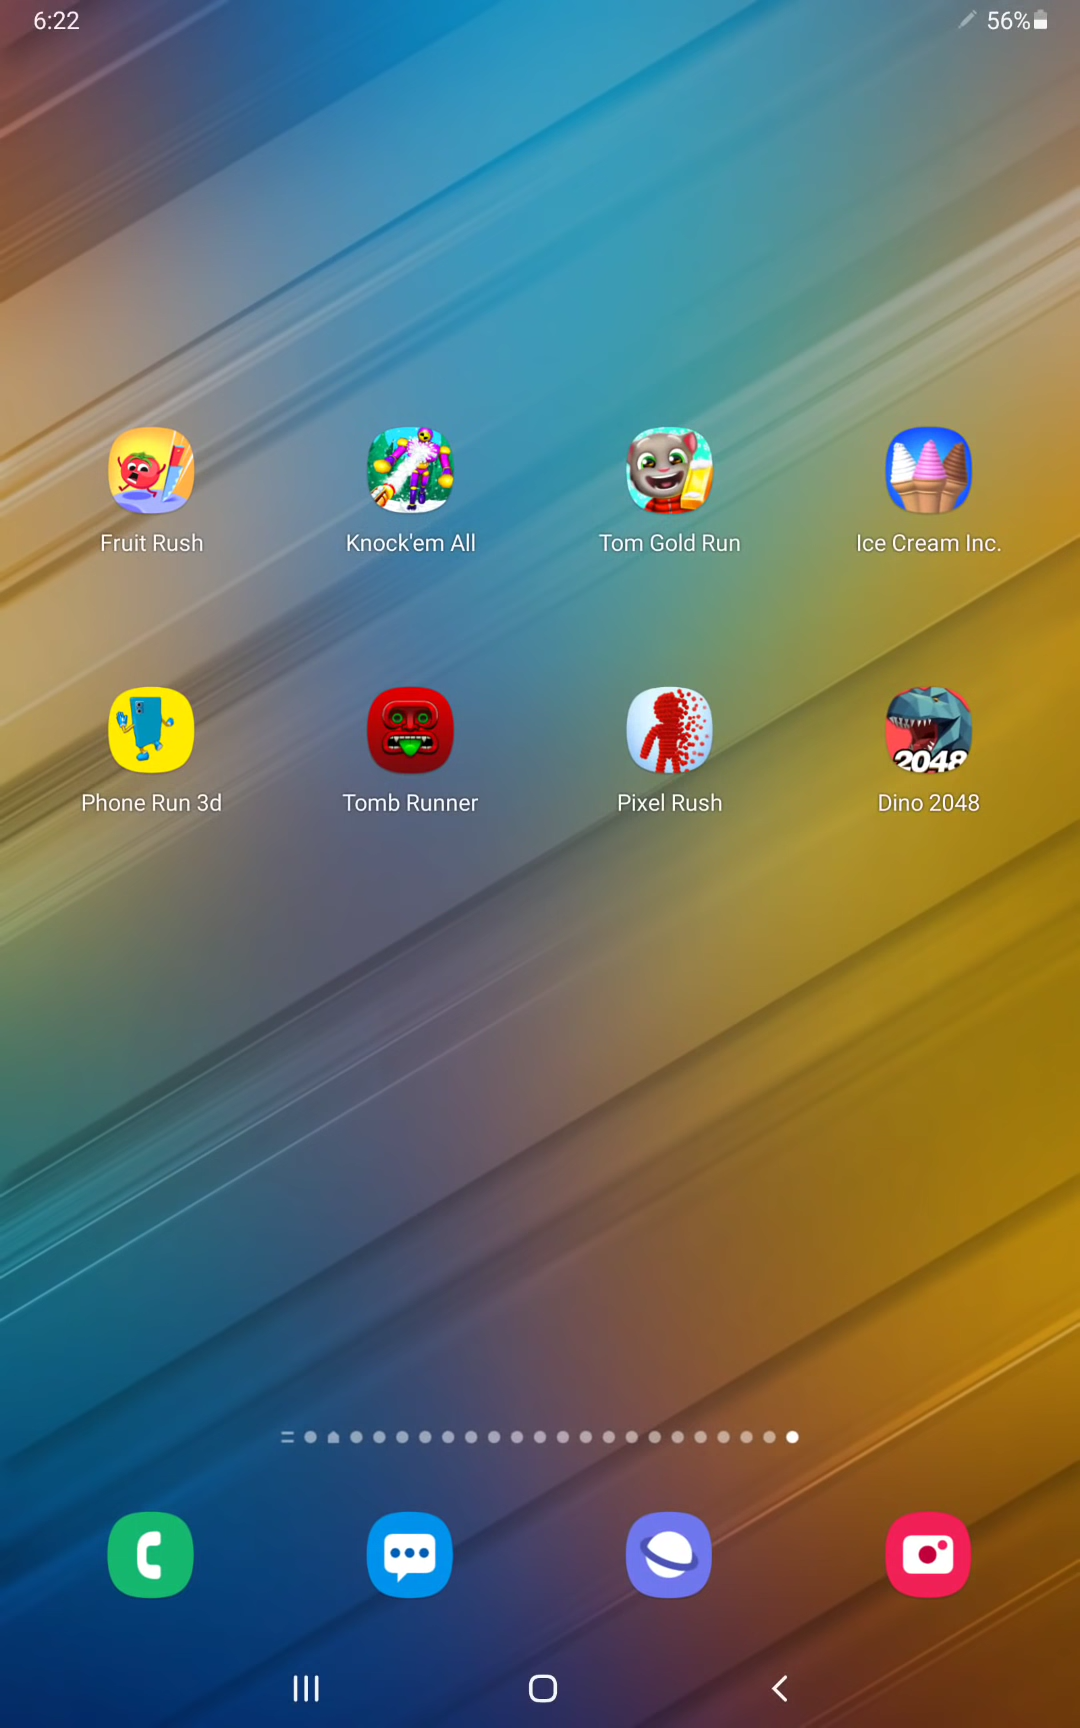 6:22 56%
Fruit Rush Knock'em All Tom Gold Run Ice Cream Inc.
2048
Phone Run 3d Tomb Runner Pixel Rush Dino 2048